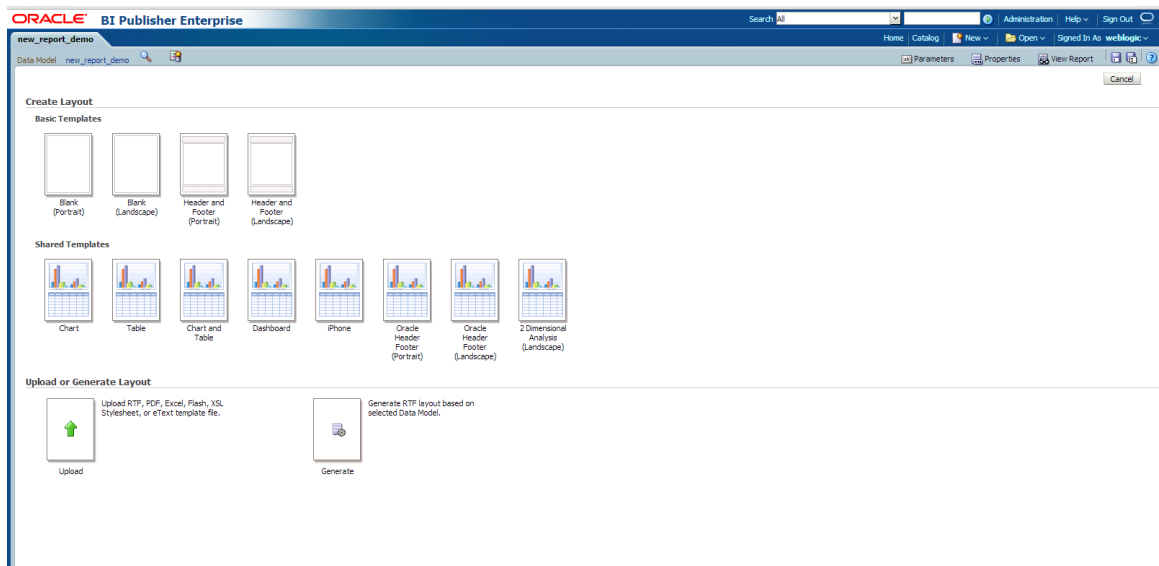 ORACLE BI Publisher Enterprise
Search All Administration Help Sign Out
new_report_demo
Home Catalog New Open Signed In As weblogic
Data Model new_report_demo
Parameters Properties View Report
Cancel
Create Layout
Basic Templates
Blank
(Portrait)
Blank
(Landscape)
Header and
Footer
(Portrait)
Header and
Footer
(Landscape)
Shared Templates
Chart
Table
Chart and
Table
Dashboard
iPhone
Oracle
Header
Footer
(Portrait)
Oracle
Header
Footer
(Landscape)
2 Dimensional
Analysis
(Landscape)
Upload or Generate Layout
Upload RTF, PDF, Excel, Flash, XSL
Stylesheet, or eText template file.
Upload
Generate RTF layout based on
selected Data Model.
Generate